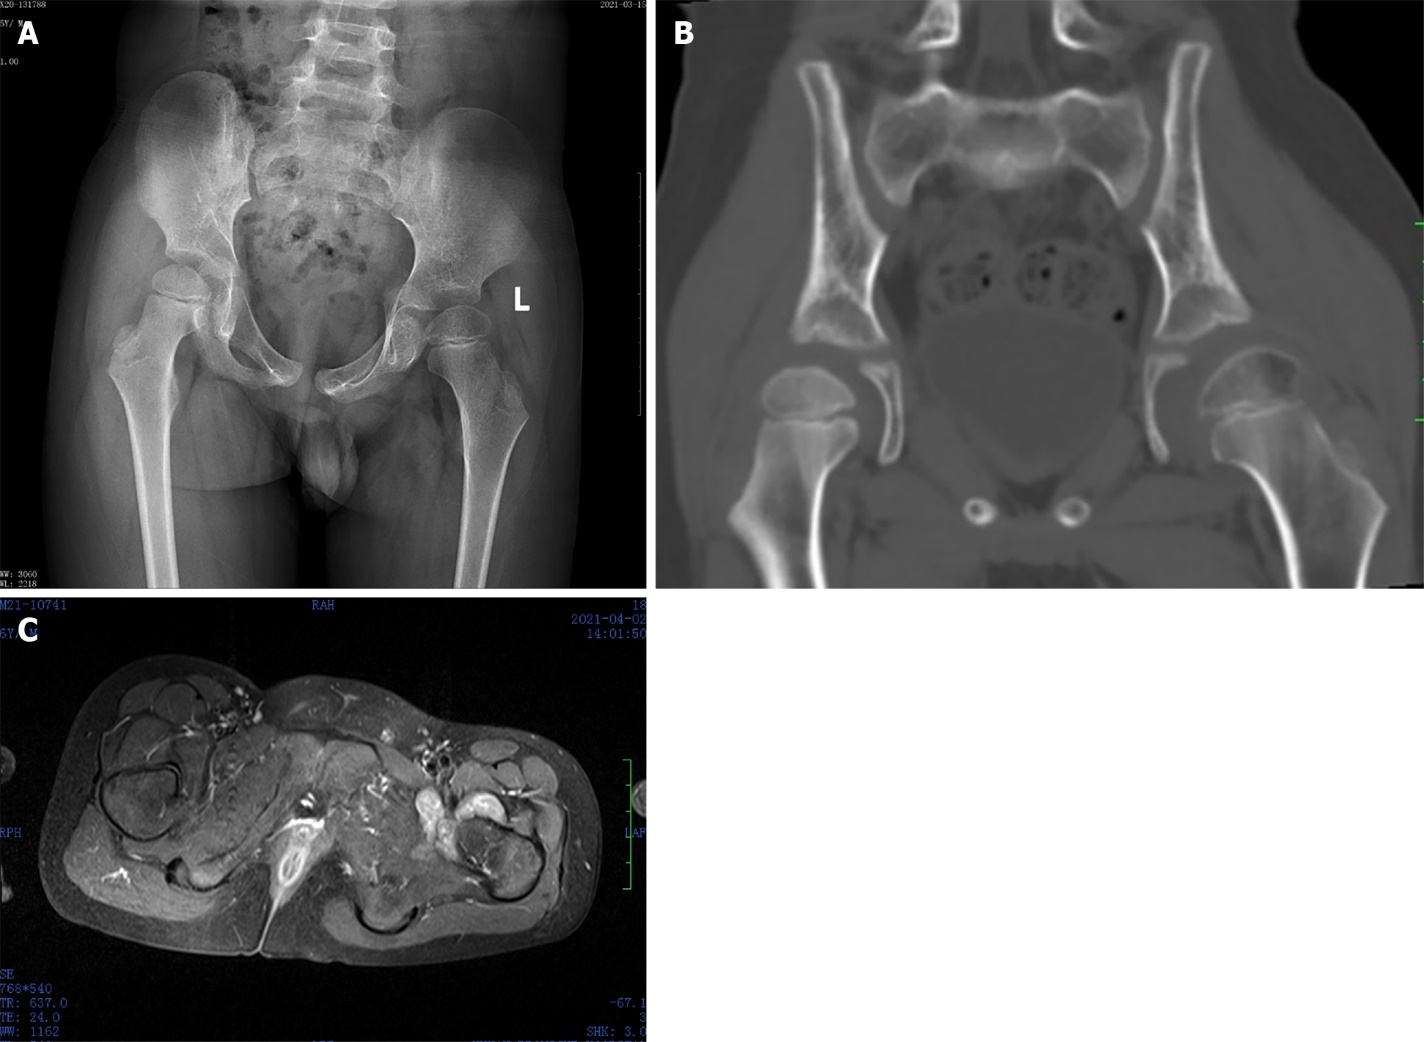 A
X20-131788
2021-03-15
1.00
L
WW: 3060
WL: 2218
B
C
M21-10741
RAH
18
2021-04-02
14:01:50
RPH
LAF
SE
768*540
TR: 637.0
TE: 24.0
WW: 1162
-67.1
3
SHK: 3.0